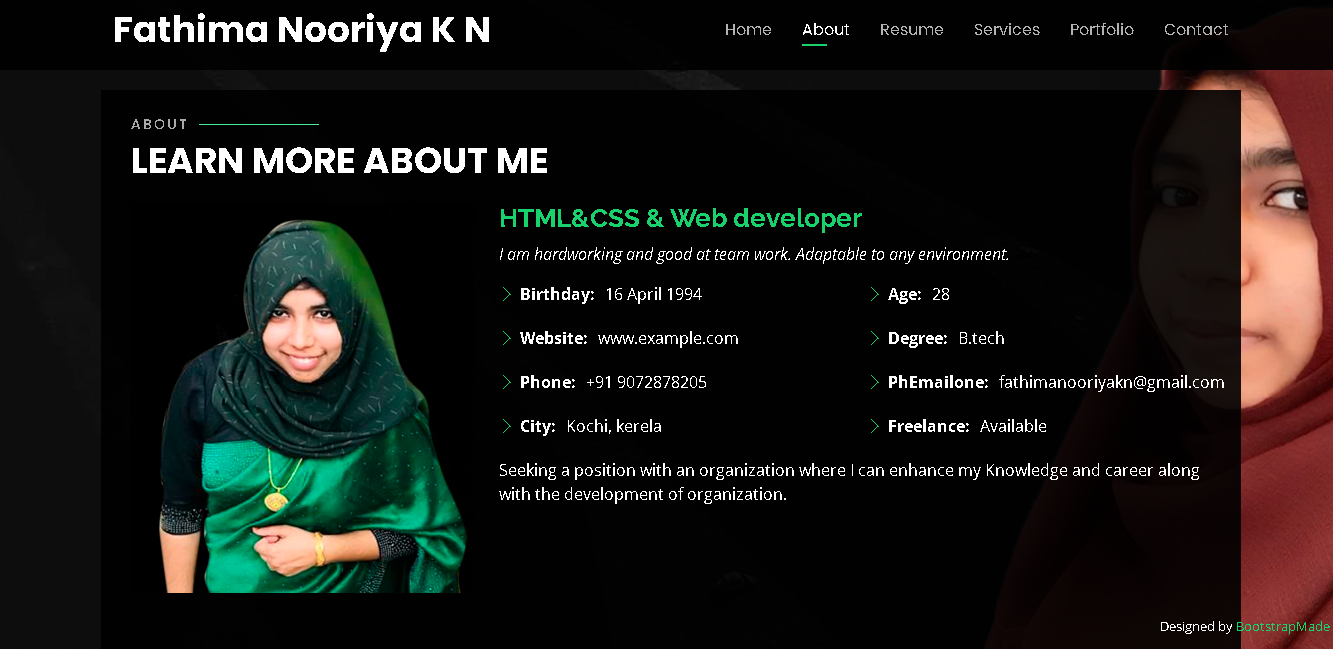 Fathima Nooriya K N
Home About Resume Services Portfolio Contact
ABOUT
LEARN MORE ABOUT ME
HTML&CSS & Web developer
I am hardworking and good at team work. Adaptable to any environment.
Birthday: 16 April 1994
Age: 28
Website: www.example.com
Degree: B.tech
Phone: +91 9072878205
PhEmailone: fathimanooriyakn@gmail.com
City: Kochi, kerela
Freelance: Available
Seeking a position with an organization where I can enhance my Knowledge and career along
with the development of organization.
Designed by BootstrapMade